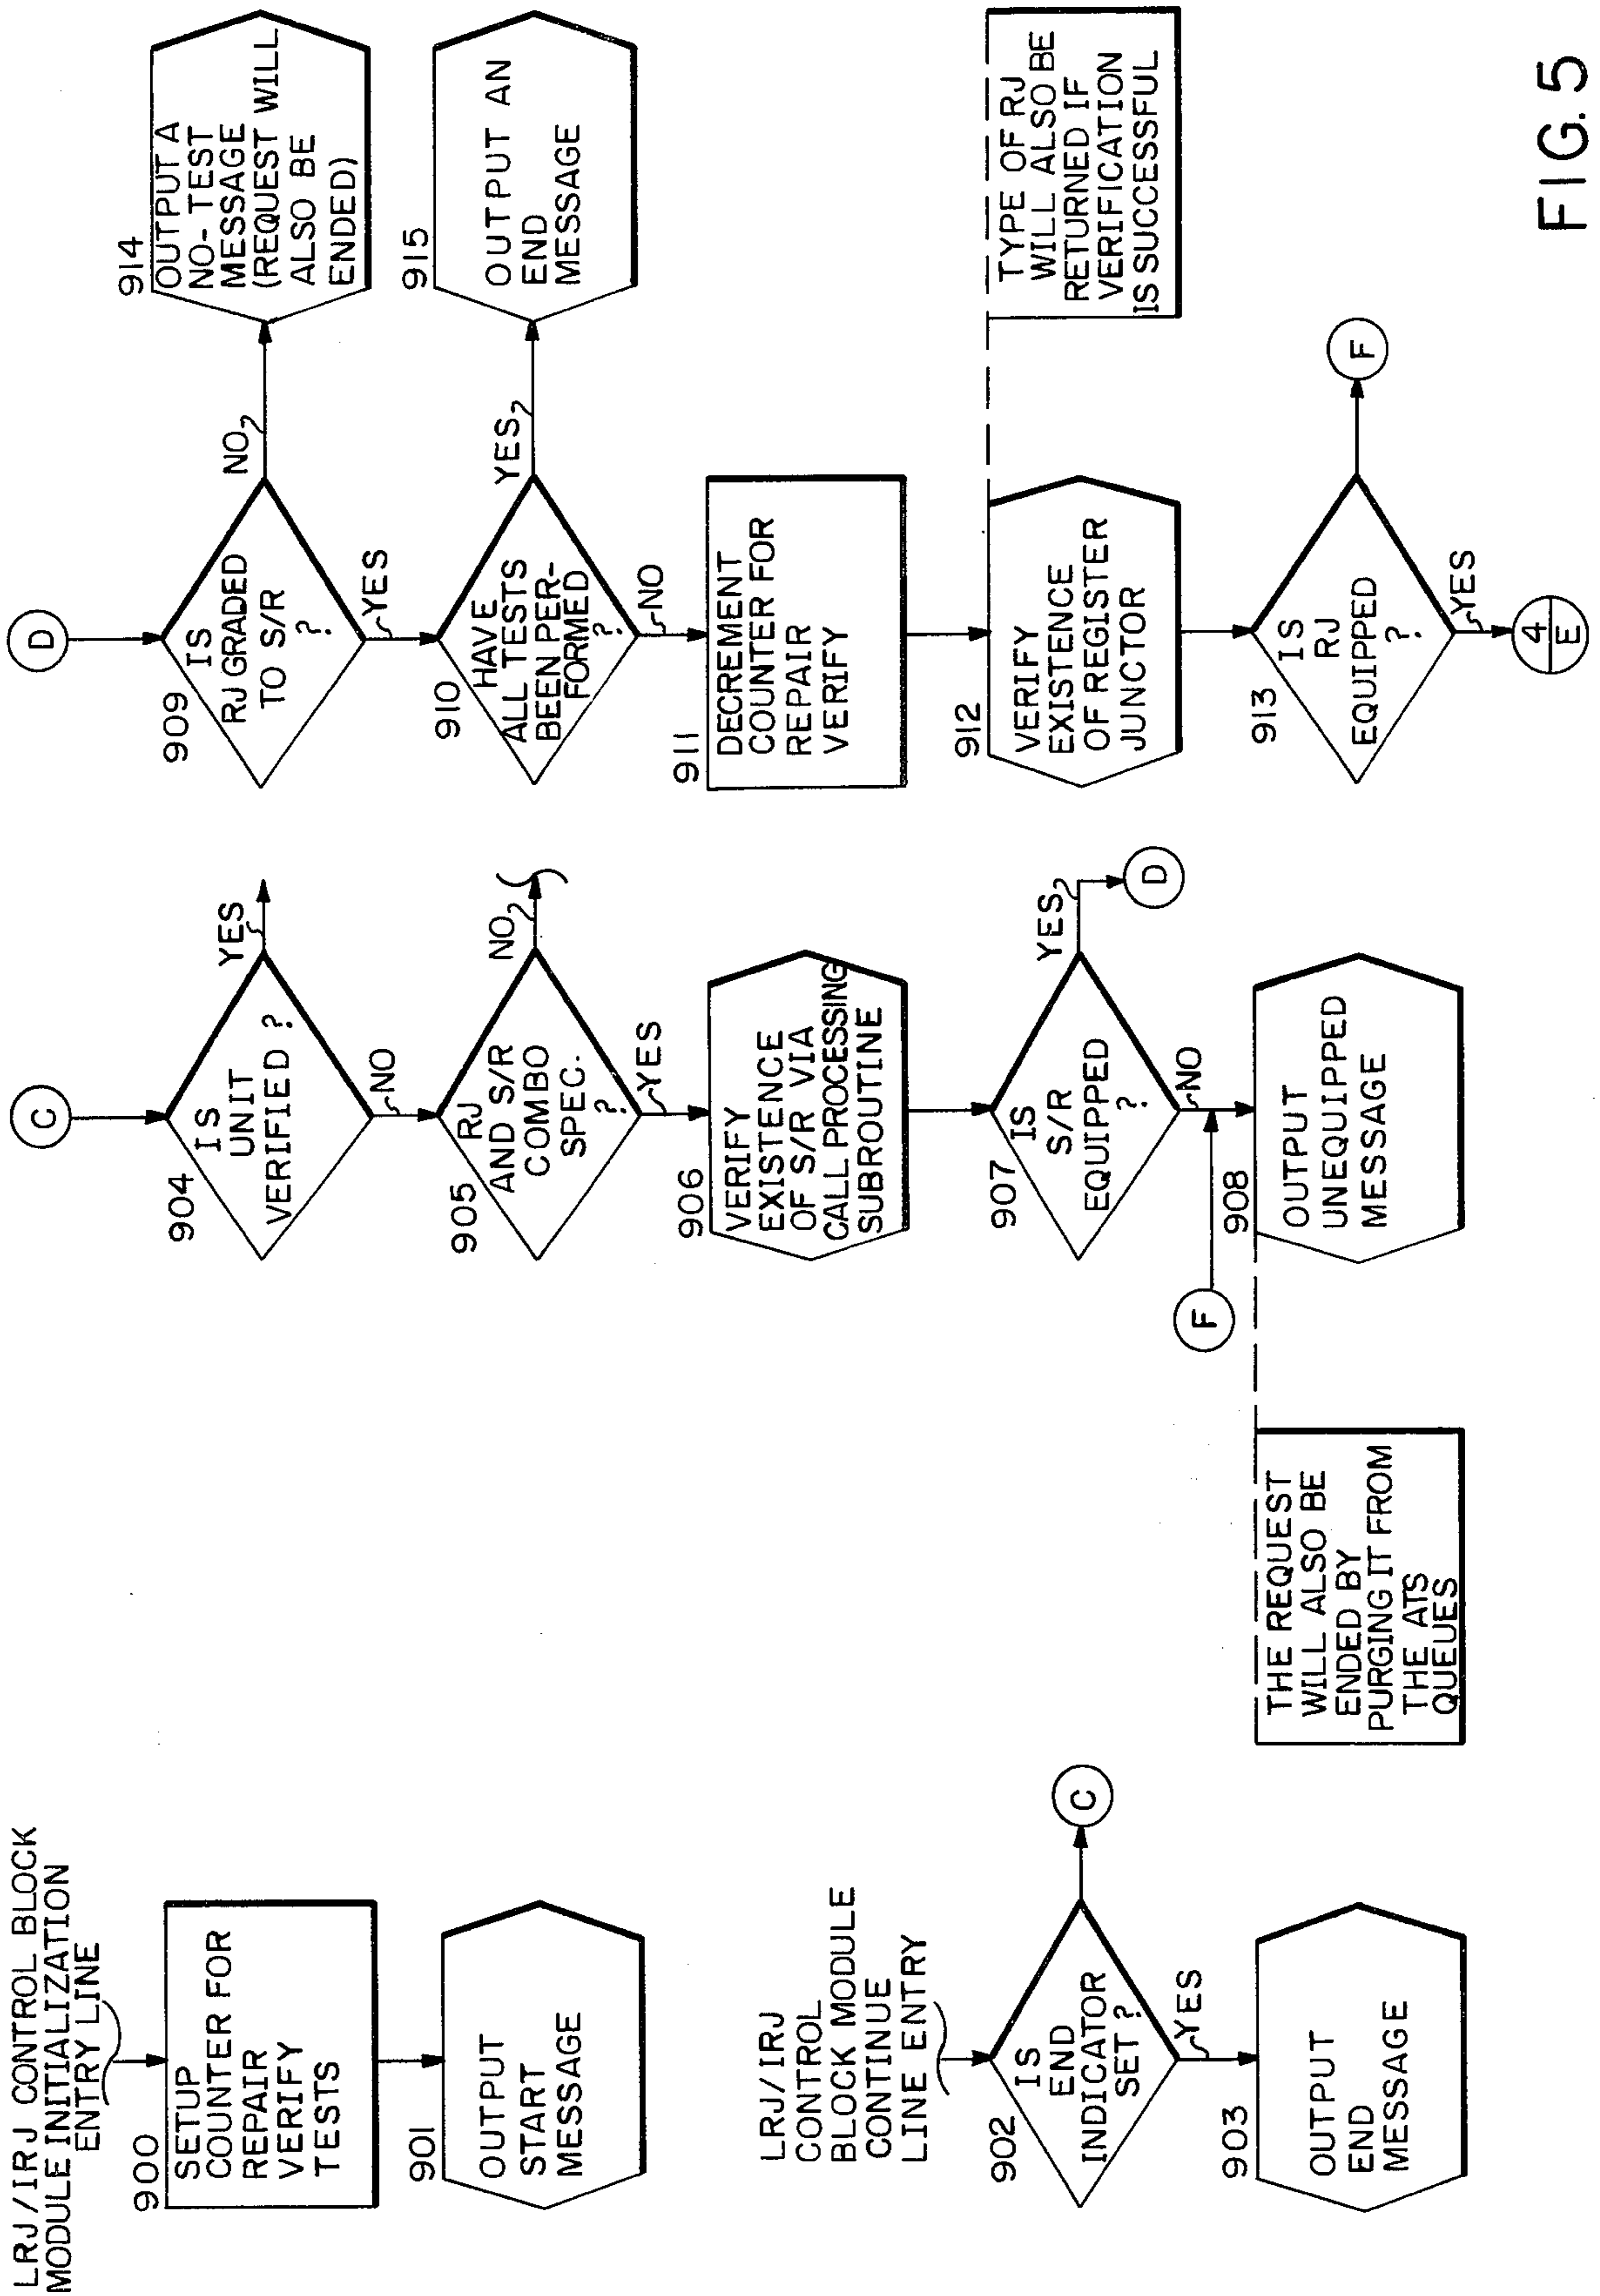 LRJ/IRJ CONTROL BLOCK
MODULE INITIALIZATION
ENTRY LINE
900
SETUP
COUNTER FOR
REPAIR
VERIFY
TESTS
901
OUTPUT
START
MESSAGE
LRJ/IRJ
CONTROL
BLOCK MODULE
CONTINUE
LINE ENTRY
902
IS
END
INDICATOR
SET?
C
YES
903
OUTPUT
END
MESSAGE
C
904
IS
UNIT
VERIFIED ?
YES
NO
905
RJ
AND S/R
COMBO
SPEC.
?
NO
YES
906
VERIFY
EXISTENCE
OF S/R VIA
CALL PROCESSING
SUBROUTINE
907
IS
S/R
EQUIPPED
?
YES
D
NO
F
908
OUTPUT
UNEQUIPPED
MESSAGE
THE REQUEST
WILL ALSO BE
ENDED BY
PURGING IT FROM
THE ATS
QUEUES
D
909
IS
RJ GRADED
TO S/R
?
NO
914
OUTPUT A
NO-TEST
MESSAGE
(REQUEST WILL
ALSO BE
ENDED)
YES
910
HAVE
ALL TESTS
BEEN PER-
FORMED
?
YES
915
OUTPUT AN
END
MESSAGE
NO
911
DECREMENT
COUNTER FOR
REPAIR
VERIFY
912
VERIFY
EXISTENCE
OF REGISTER
JUNCTOR
TYPE OF RJ
WILL ALSO BE
RETURNED IF
VERIFICATION
IS SUCCESSFUL
913
IS
RJ
EQUIPPED
?
F
YES
4
E
FIG. 5